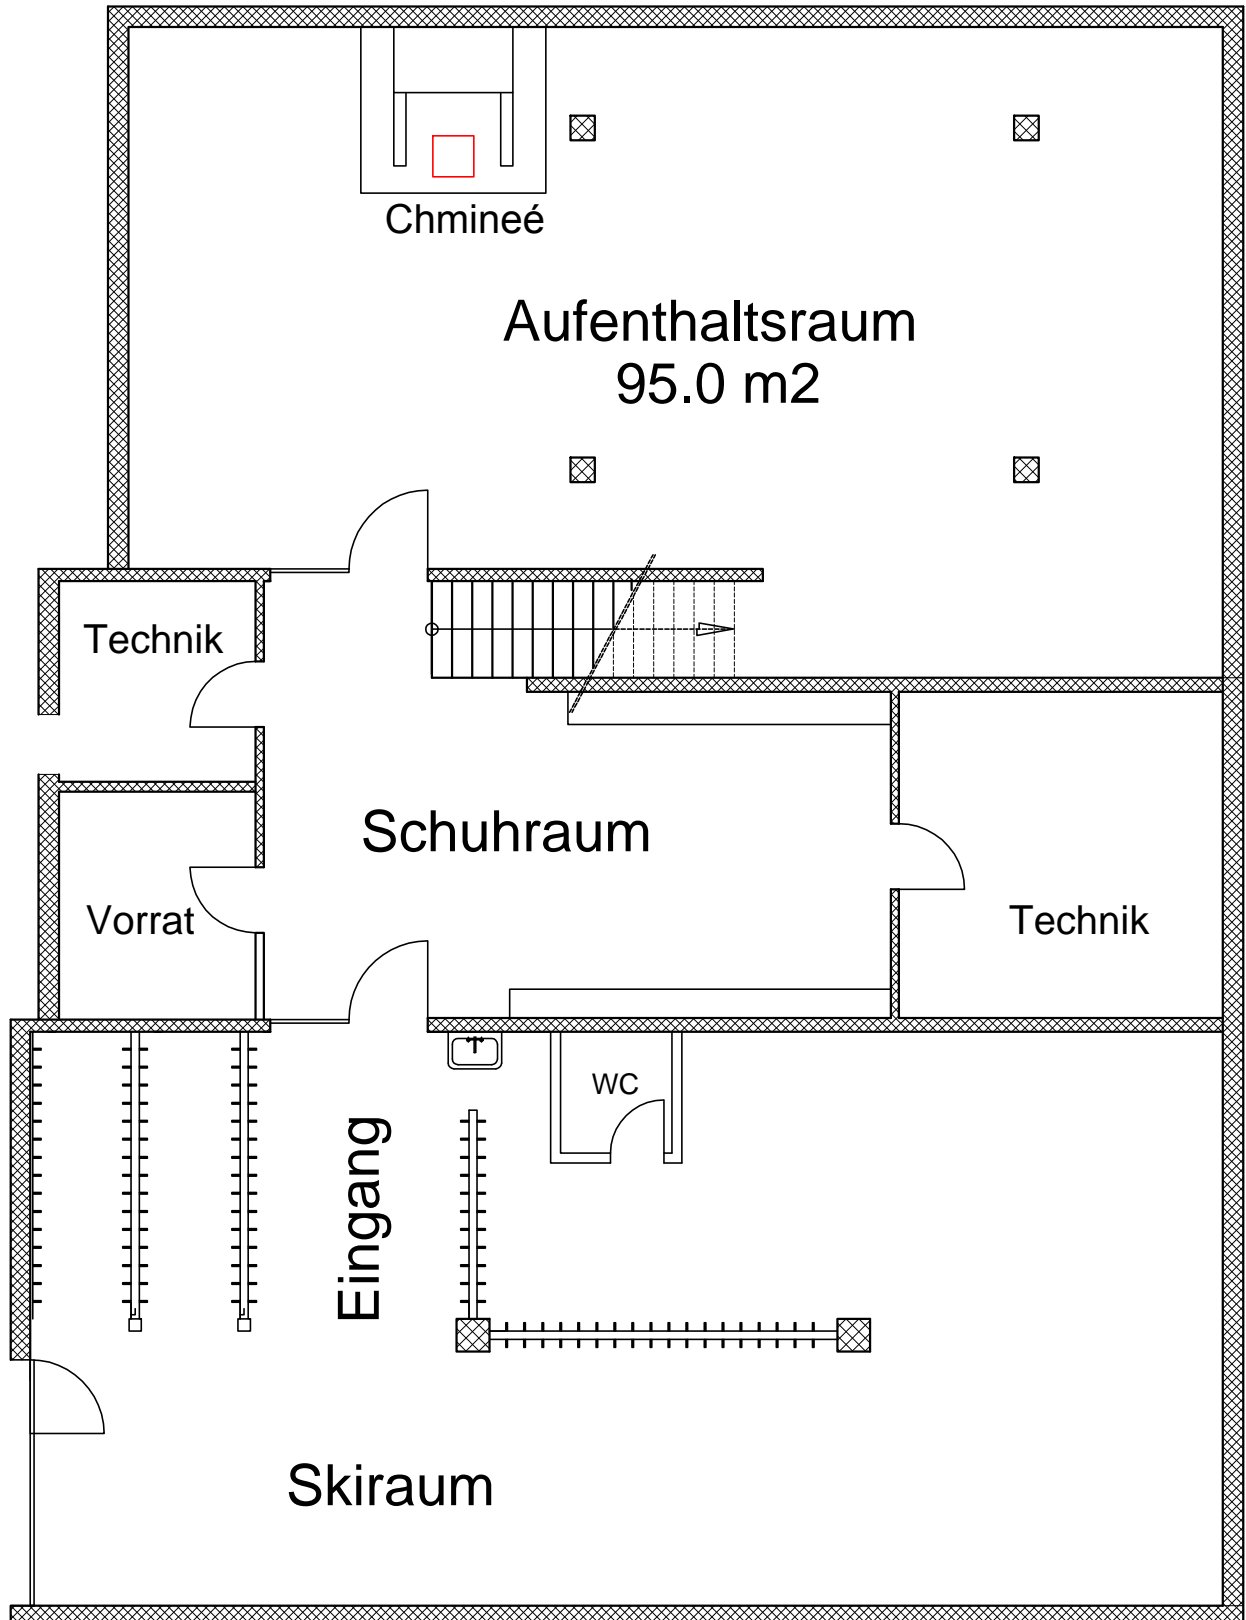 Chmineé
Aufenthaltsraum
95.0 m2
Technik
Schuhraum
Vorrat
Technik
WC
Eingang
Skiraum